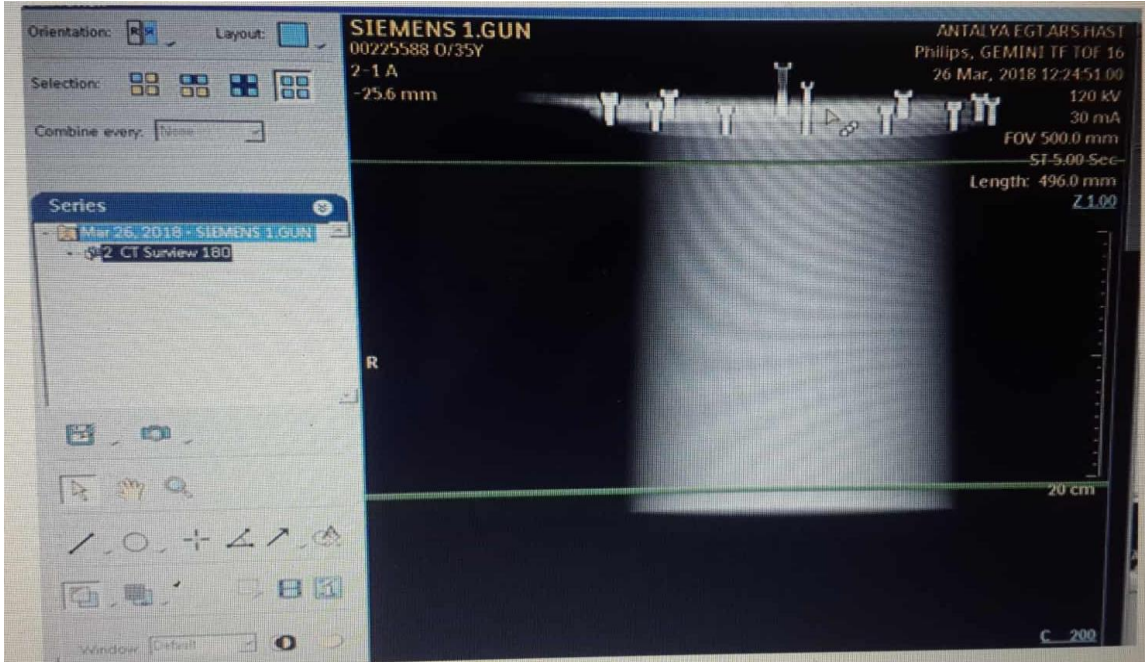 Orientation:
Layout:
Selection:
Combine every: None
Series
Mar 26, 2018 - SIEMENS 1.GUN
2 CT Surview 180
Window Default
SIEMENS 1.GUN
00225588 O/35Y
2-1 A
-25.6 mm
ANTALYA EGT.ARS.HAST
Philips, GEMINI TF TOF 16
26 Mar, 2018 12:24:51.00
120 kV
30 mA
FOV 500.0 mm
ST 5.00 Sec
Length: 496.0 mm
Z 1.00
R
20 cm
C 200